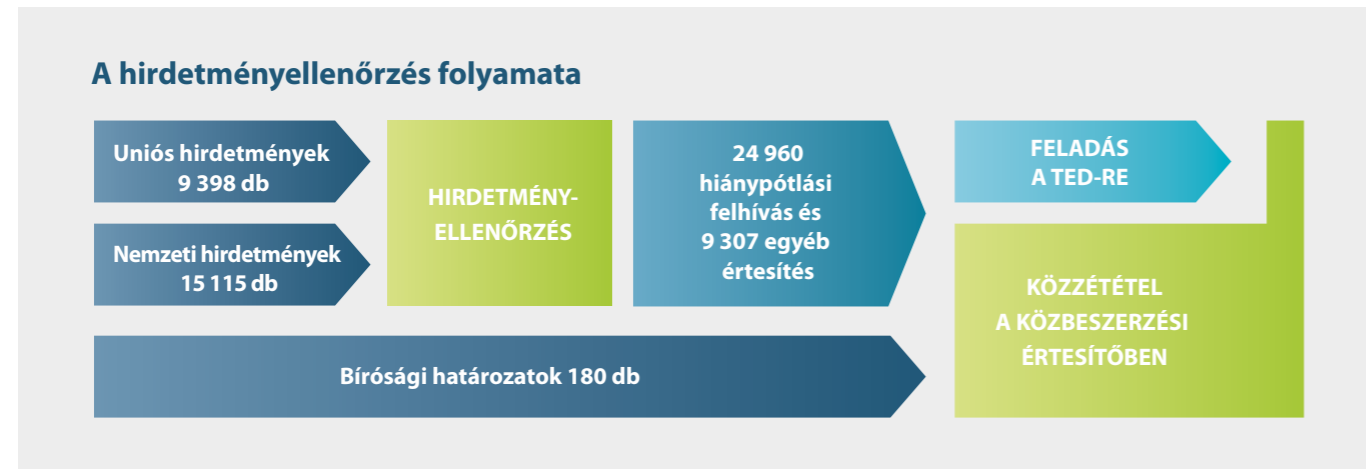 A hirdetményellenőrzés folyamata
Uniós hirdetmények
9 398 db
Nemzeti hirdetmények
15 115 db
HIRDETMÉNY-
ELLENŐRZÉS
24 960
hiánypótlási
felhívás és
9 307 egyéb
értesítés
Bírósági határozatok 180 db
FELADÁS
A TED-RE
KÖZZÉTÉTEL
A KÖZBESZERZÉSI
ÉRTESÍTŐBEN